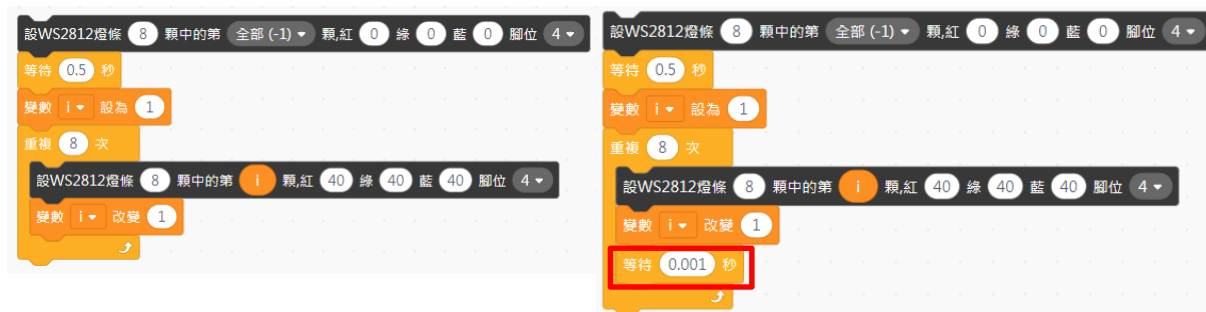 設WS2812燈條 8 顆中的第 全部 (-1) 顆,紅 0 綠 0 藍 0 腳位 4
等待 0.5 秒
變數 i 設為 1
重複 8 次
設WS2812燈條 8 顆中的第 i 顆,紅 40 綠 40 藍 40 腳位 4
變數 i 改變 1
設WS2812燈條 8 顆中的第 全部 (-1) 顆,紅 0 綠 0 藍 0 腳位 4
等待 0.5 秒
變數 i 設為 1
重複 8 次
設WS2812燈條 8 顆中的第 i 顆,紅 40 綠 40 藍 40 腳位 4
變數 i 改變 1
等待 0.001 秒